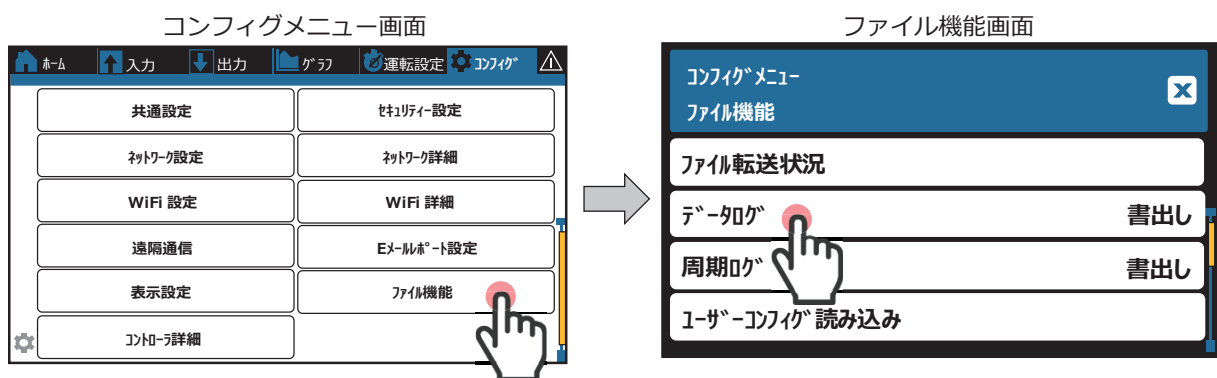 コンフィグメニュー画面
ホーム 入力 出力 グラフ 運転設定 コンフィグ
共通設定 セキュリティー設定
ネットワーク設定 ネットワーク詳細
WiFi 設定 WiFi 詳細
遠隔通信 Eメールレポート設定
表示設定 ファイル機能
コントローラ詳細
ファイル機能画面
コンフィグメニュー
ファイル機能
X
ファイル転送状況
データログ 書出し
周期ログ 書出し
ユーザーコンフィグ読み込み